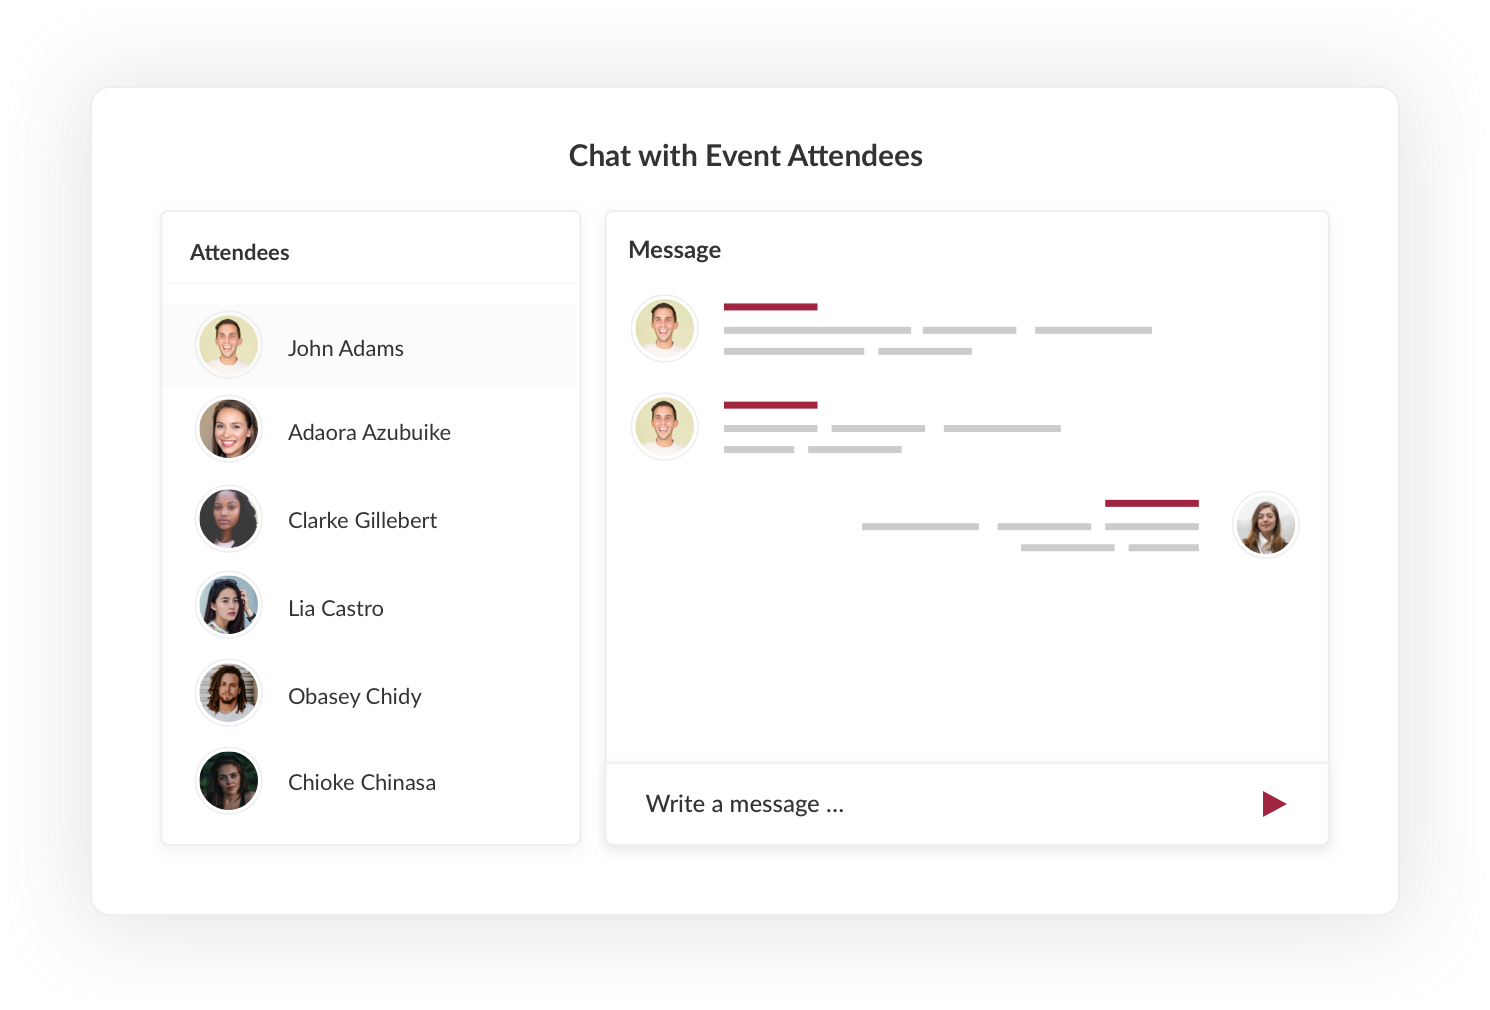 Chat with Event Attendees
Attendees
John Adams
Adaora Azubuike
Clarke Gillebert
Lia Castro
Obasey Chidy
Chioke Chinasa
Message
Write a message ...